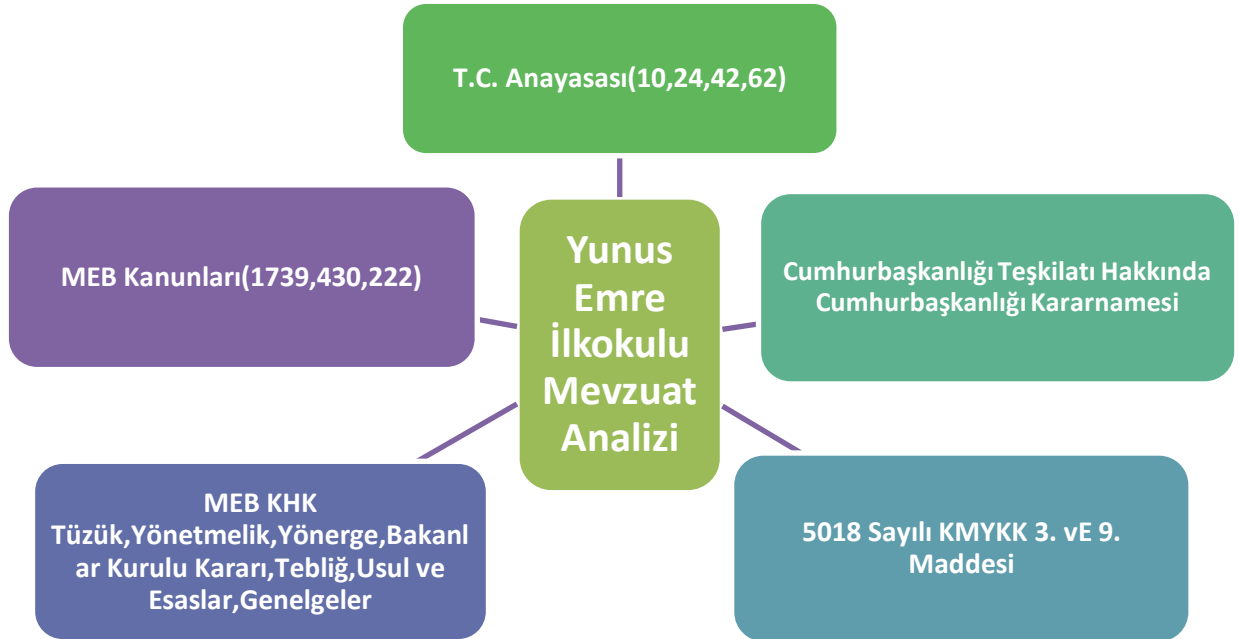 T.C. Anayasası(10,24,42,62)
MEB Kanunları(1739,430,222)
Yunus
Emre
İlkokulu
Mevzuat
Analizi
Cumhurbaşkanlığı Teşkilatı Hakkında
Cumhurbaşkanlığı Kararnamesi
MEB KHK
Tüzük,Yönetmelik,Yönerge,Bakanl
ar Kurulu Kararı,Tebliğ,Usul ve
Esaslar,Genelgeler
5018 Sayılı KMYKK 3. vE 9.
Maddesi